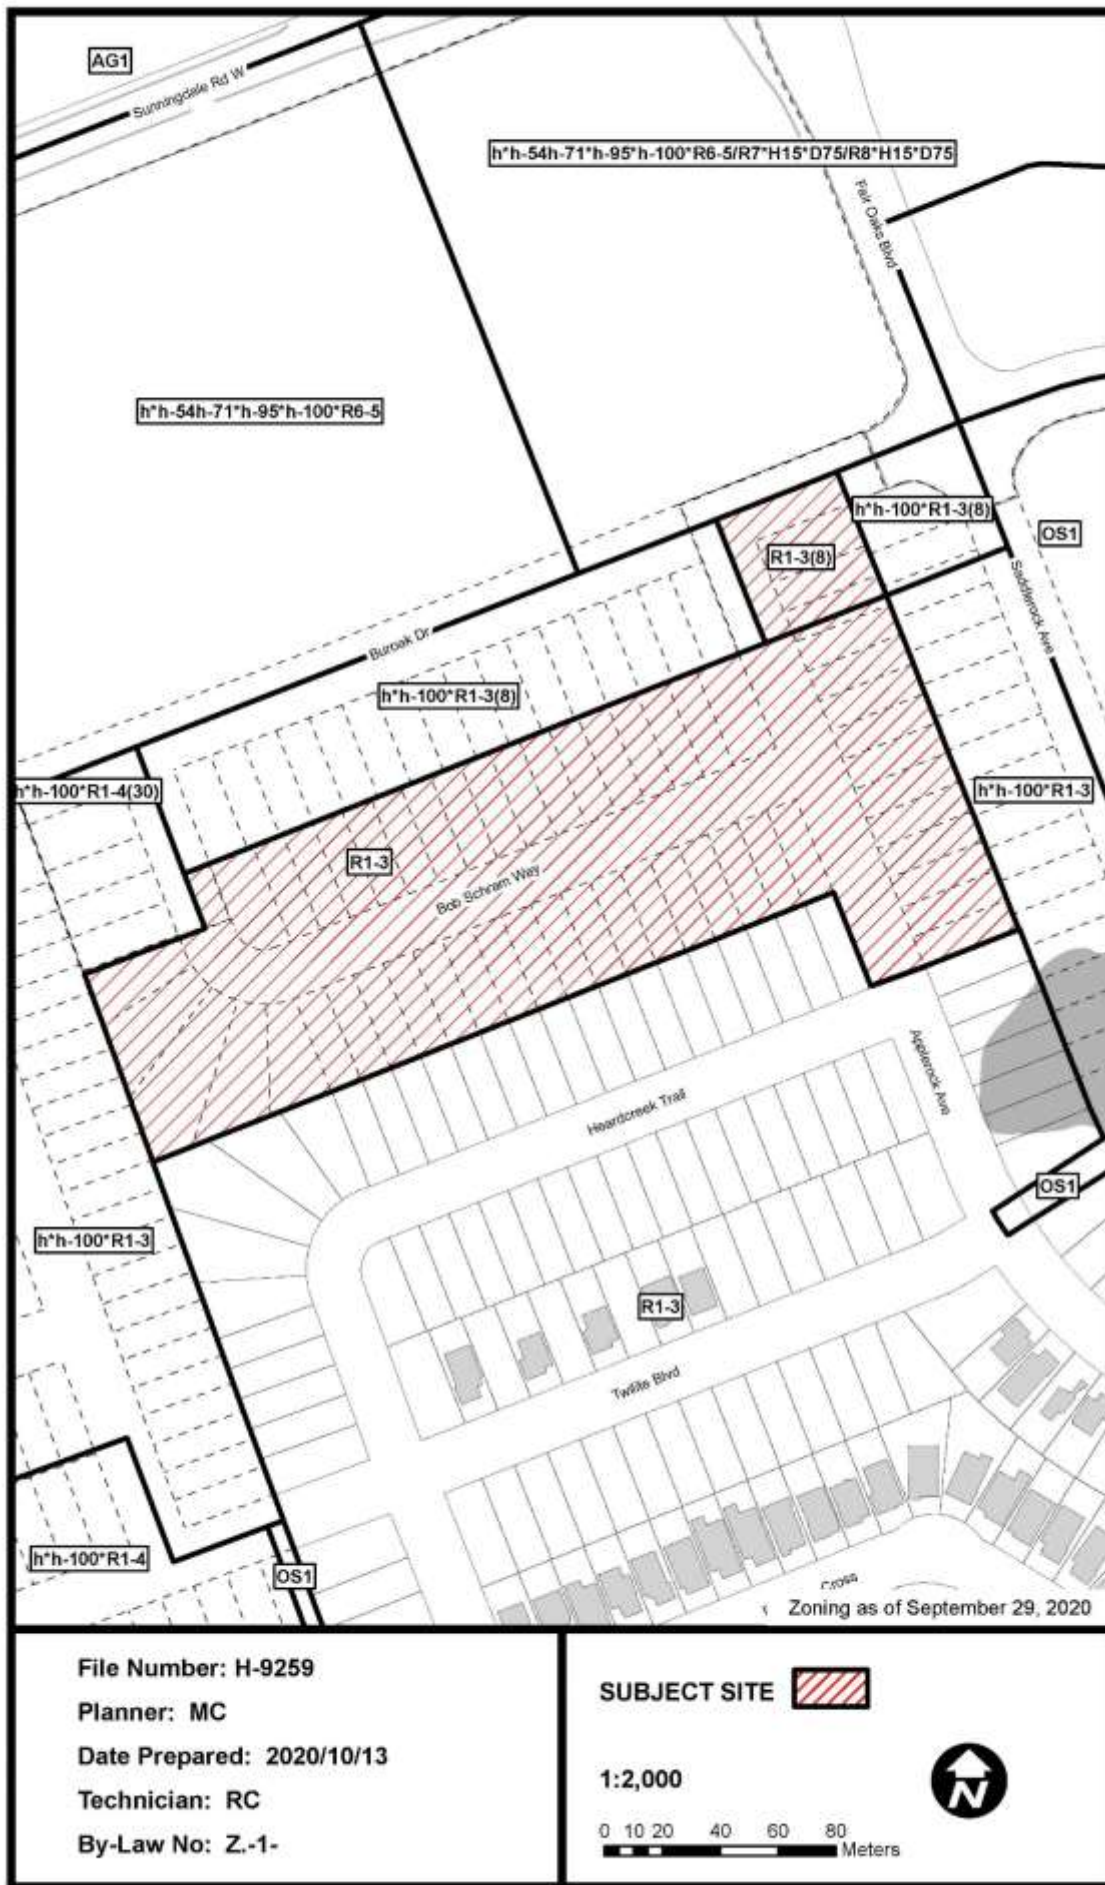 AG1
Sunningdale Rd W
h*h-54h-71*h-95*h-100*R6-5/R7*H15*D75/R8*H15*D75
Fair Oaks Blvd
h*h-54h-71*h-95*h-100*R6-5
h*h-100*R1-3(8)
OS1
R1-3(8)
Saddlerock Ave
Buroak Dr
h*h-100*R1-3(8)
h*h-100*R1-4(30)
h*h-100*R1-3
R1-3
Bob Schram Way
Applerock Ave
Heardcreek Trail
OS1
h*h-100*R1-3
R1-3
Twilite Blvd
h*h-100*R1-4
OS1
Cross
Zoning as of September 29, 2020
File Number: H-9259
Planner: MC
Date Prepared: 2020/10/13
Technician: RC
By-Law No: Z.-1-
SUBJECT SITE
1:2,000
N
0 10 20 40 60 80
Meters